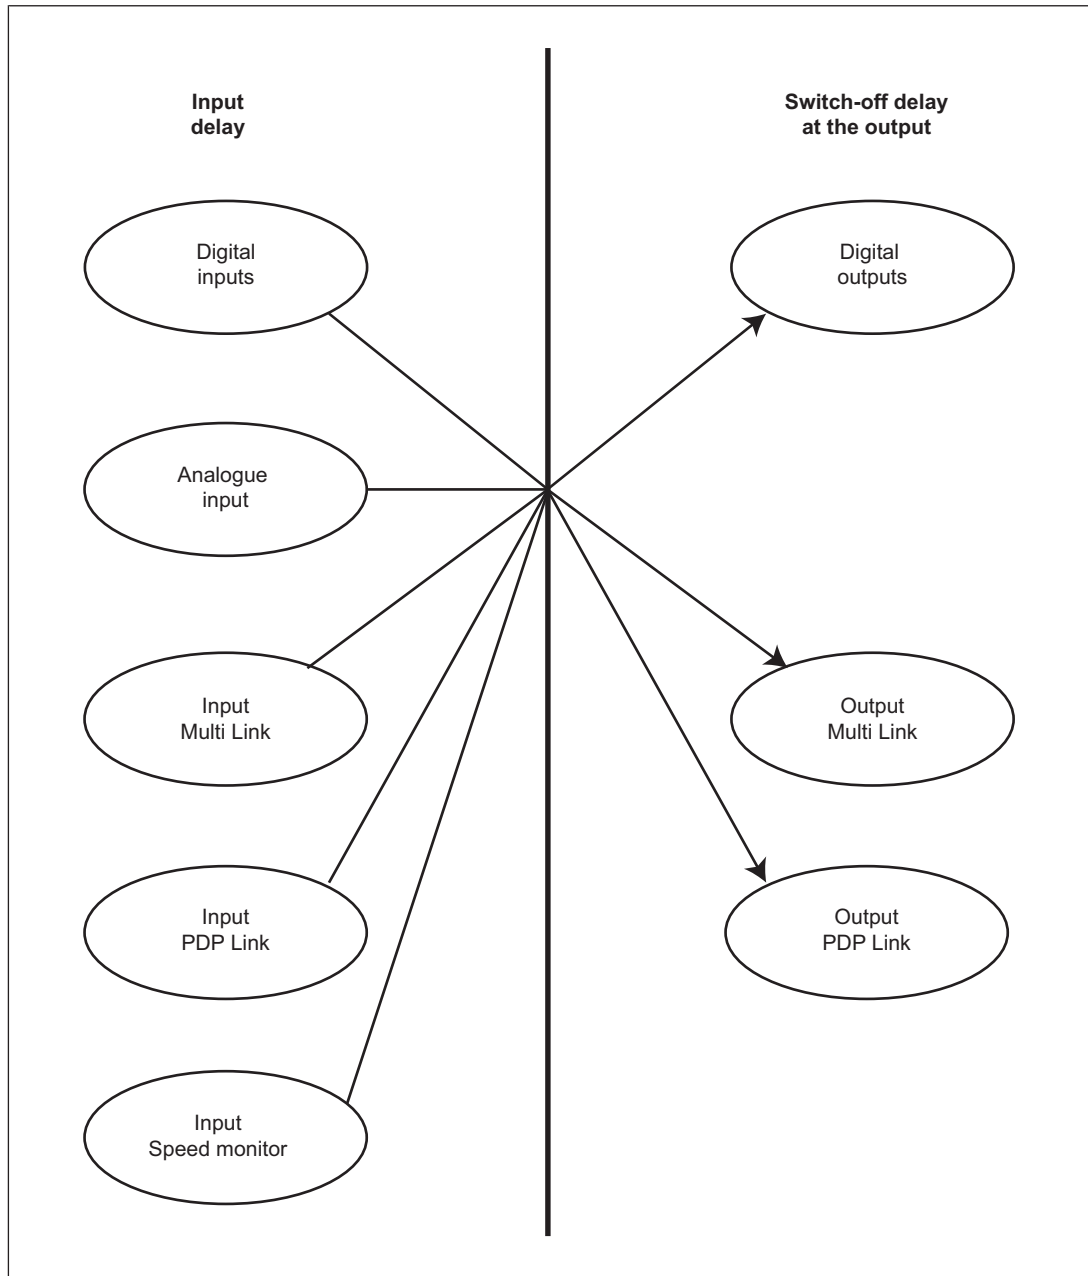 Input
delay
Switch-off delay
at the output
Digital
inputs
Digital
outputs
Analogue
input
Input
Multi Link
Output
Multi Link
Input
PDP Link
Output
PDP Link
Input
Speed monitor